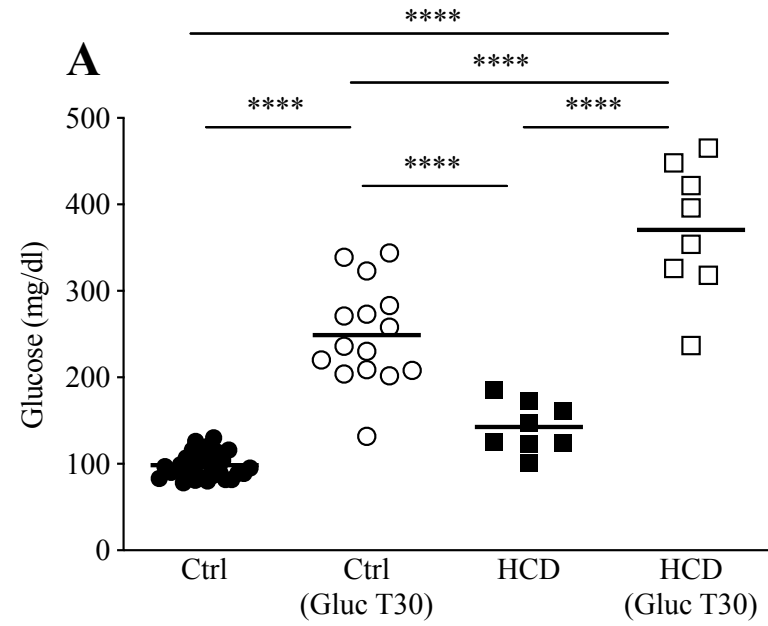 ****
A
****
****
****
****
500
400
300
200
100
0
Glucose (mg/dl)
Ctrl
Ctrl
(Gluc T30)
HCD
HCD
(Gluc T30)